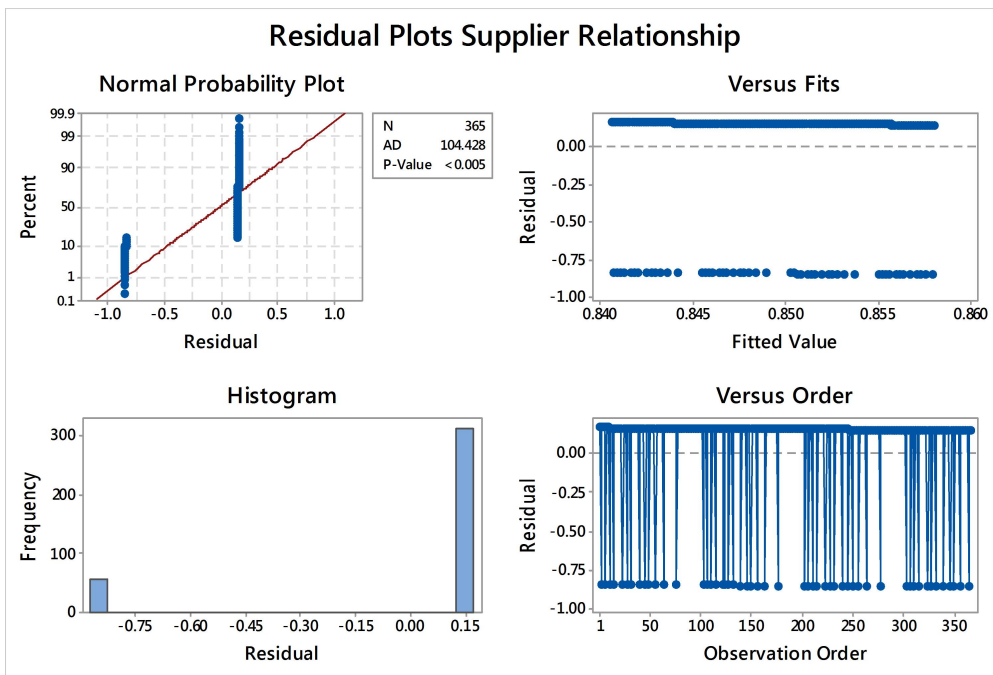 Residual Plots Supplier Relationship
Normal Probability Plot
99.9
99
90
50
10
1
0.1
Percent
-1.0 -0.5 0.0 0.5 1.0
Residual
N 365
AD 104.428
P-Value <0.005
Versus Fits
0.00
-0.25
-0.50
-0.75
-1.00
Residual
0.840 0.845 0.850 0.855 0.860
Fitted Value
Histogram
300
200
100
0
Frequency
-0.75 -0.60 -0.45 -0.30 -0.15 0.00 0.15
Residual
Versus Order
0.00
-0.25
-0.50
-0.75
-1.00
Residual
1 50 100 150 200 250 300 350
Observation Order